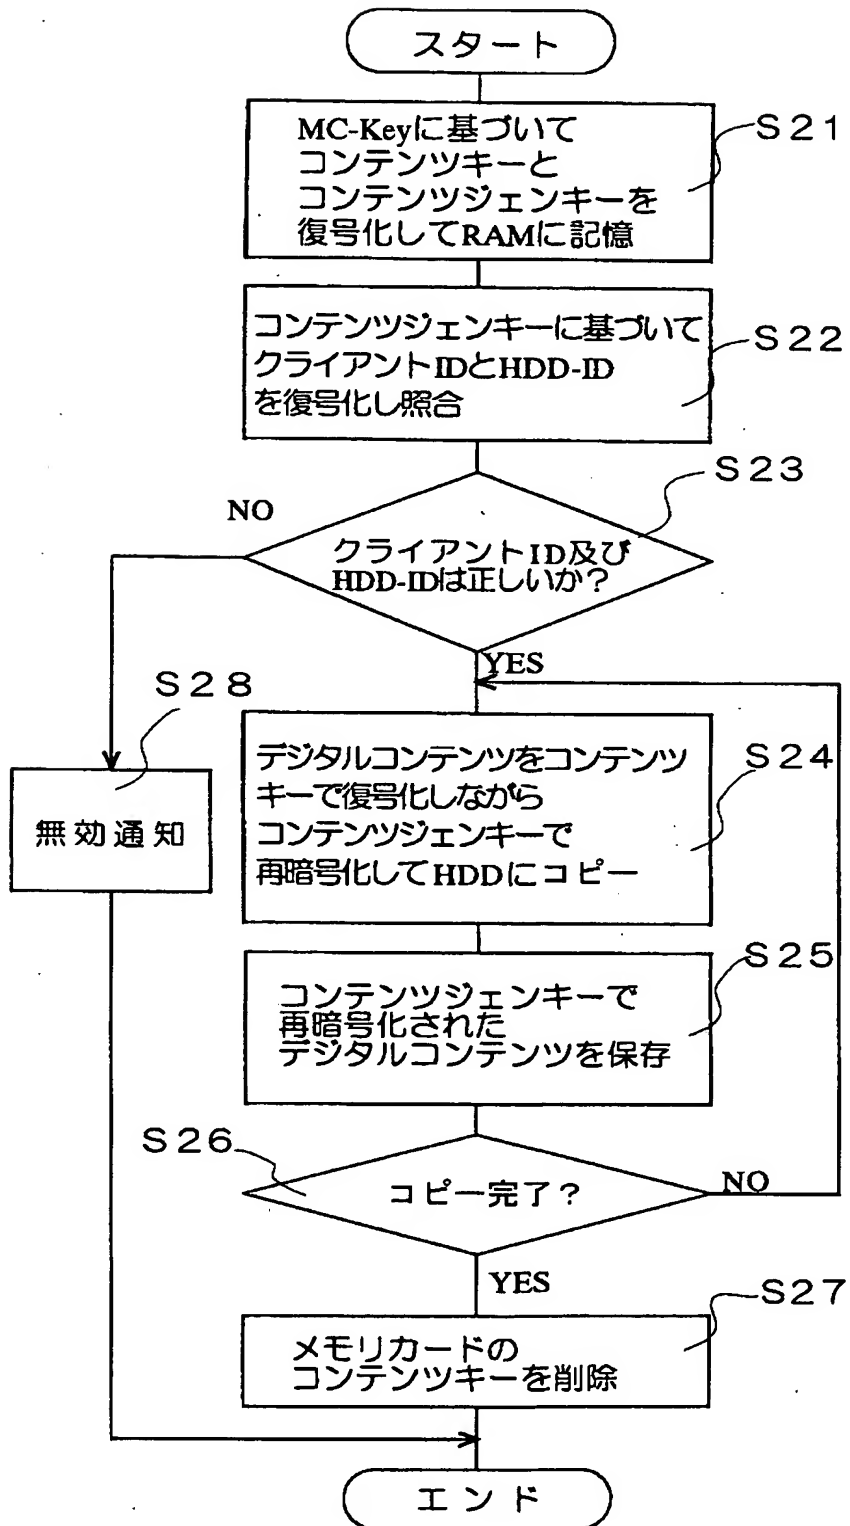 スタート
MC-Keyに基づいて
コンテンツキーと
コンテンツジェンキーを
復号化してRAMに記憶
S21
コンテンツジェンキーに基づいて
クライアントIDとHDD-ID
を復号化し照合
S22
S23
NO
クライアントID及び
HDD-IDは正しいか?
YES
S28
無効通知
デジタルコンテンツをコンテンツ
キーで復号化しながら
コンテンツジェンキーで
再暗号化してHDDにコピー
S24
コンテンツジェンキーで
再暗号化された
デジタルコンテンツを保存
S25
S26
コピー完了?
NO
YES
メモリカードの
コンテンツキーを削除
S27
エンド